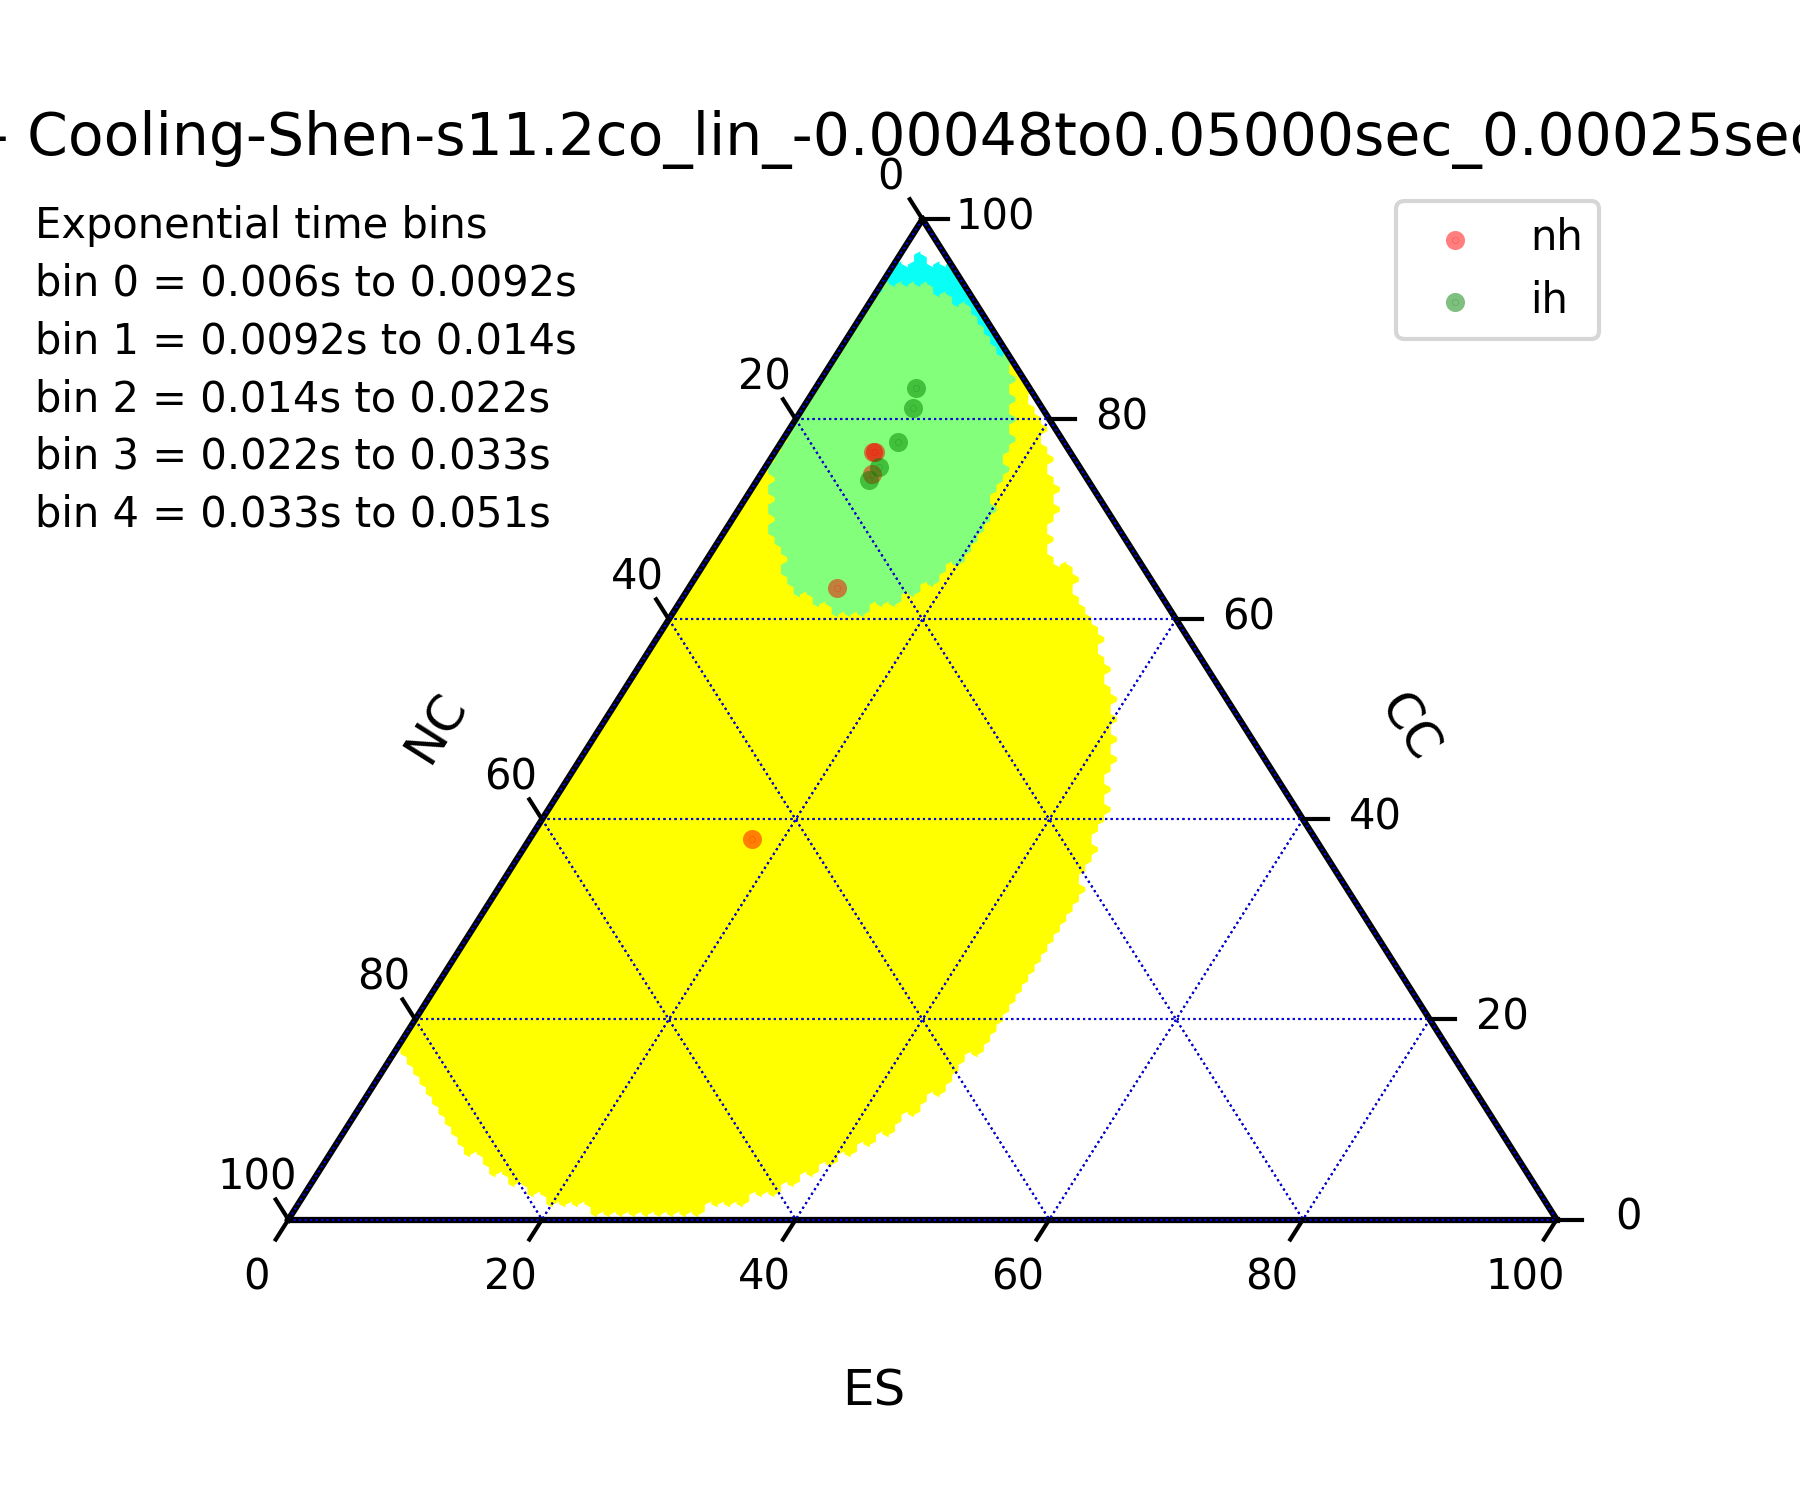 - Cooling-Shen-s11.2co_lin_-0.00048to0.05000sec_0.00025sec
Exponential time bins
bin 0 = 0.006s to 0.0092s
bin 1 = 0.0092s to 0.014s
bin 2 = 0.014s to 0.022s
bin 3 = 0.022s to 0.033s
bin 4 = 0.033s to 0.051s
nh
ih
0
100
20
80
40
60
NC
CC
60
40
80
20
100
0
0
20
40
60
80
100
ES